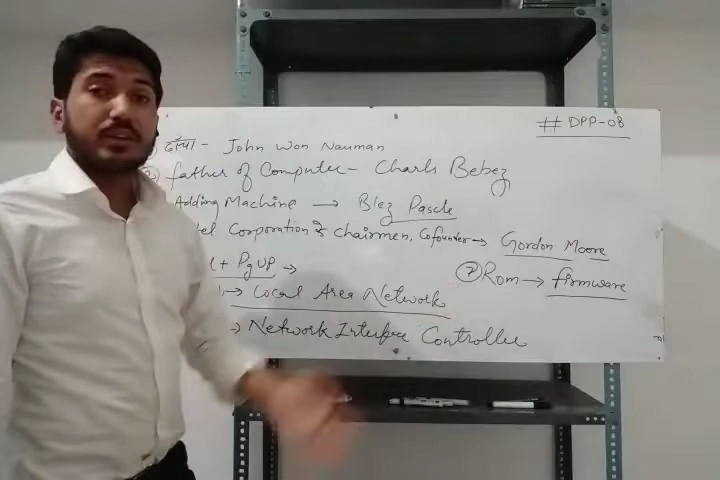 ## DPP-08
ढाँचा - John Won Nauman
father of Computer - Charls Bebez
Adding Machine → Blez Pascle
tel Corporation के Chairmen, Cofounder → Gordon Moore
l + PgUP →
⑦ Rom → firmware
→ Local Area Network
→ Network Interface Controller